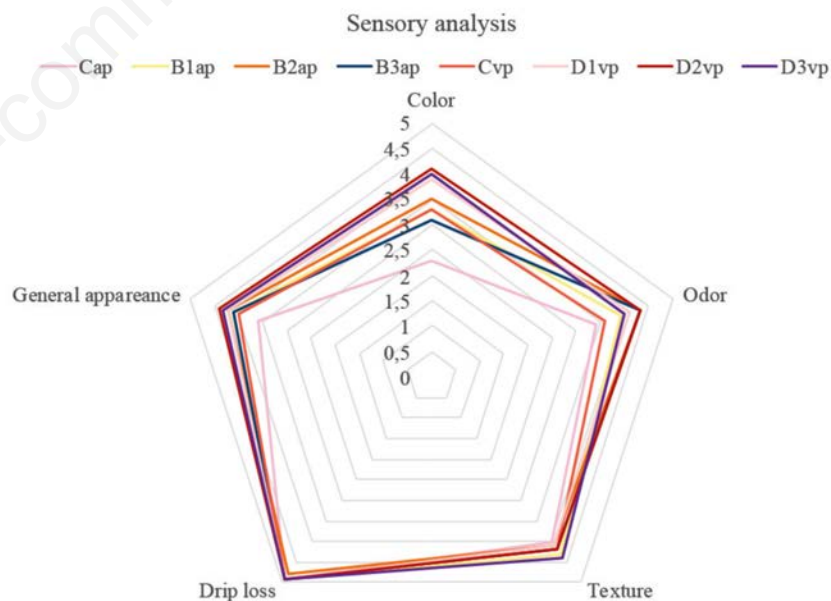 Sensory analysis
Cap B1ap B2ap B3ap Cvp D1vp D2vp D3vp
Color
5
4,5
4
3,5
3
2,5
2
1,5
1
0,5
0
General appareance
Odor
Drip loss
Texture